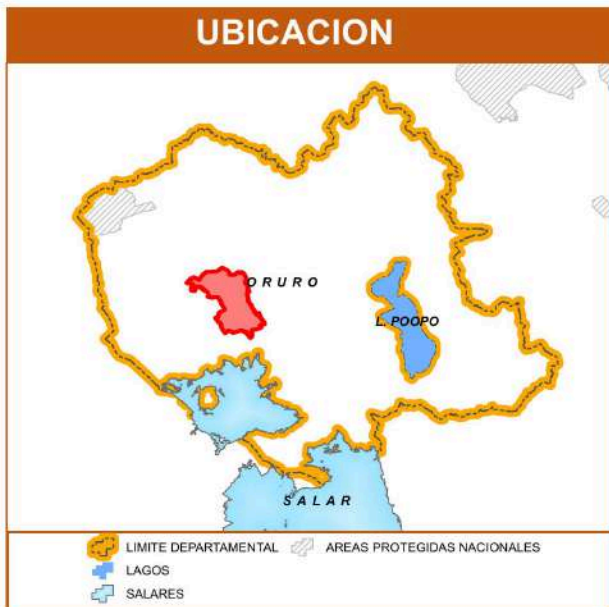 UBICACION
ORURO
L. POOPO
SALAR
LIMITE DEPARTAMENTAL
AREAS PROTEGIDAS NACIONALES
LAGOS
SALARES